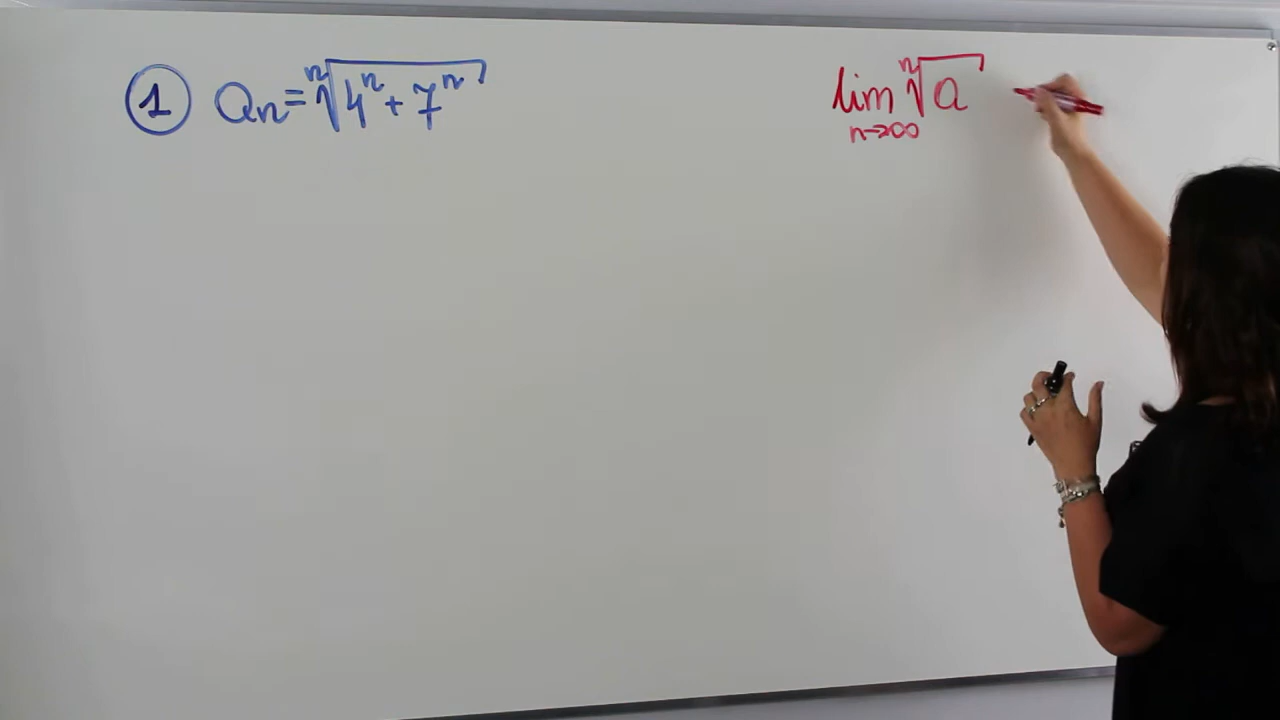 ① an = ⁿ√(4ⁿ + 7ⁿ)
lim ⁿ√a
n→∞